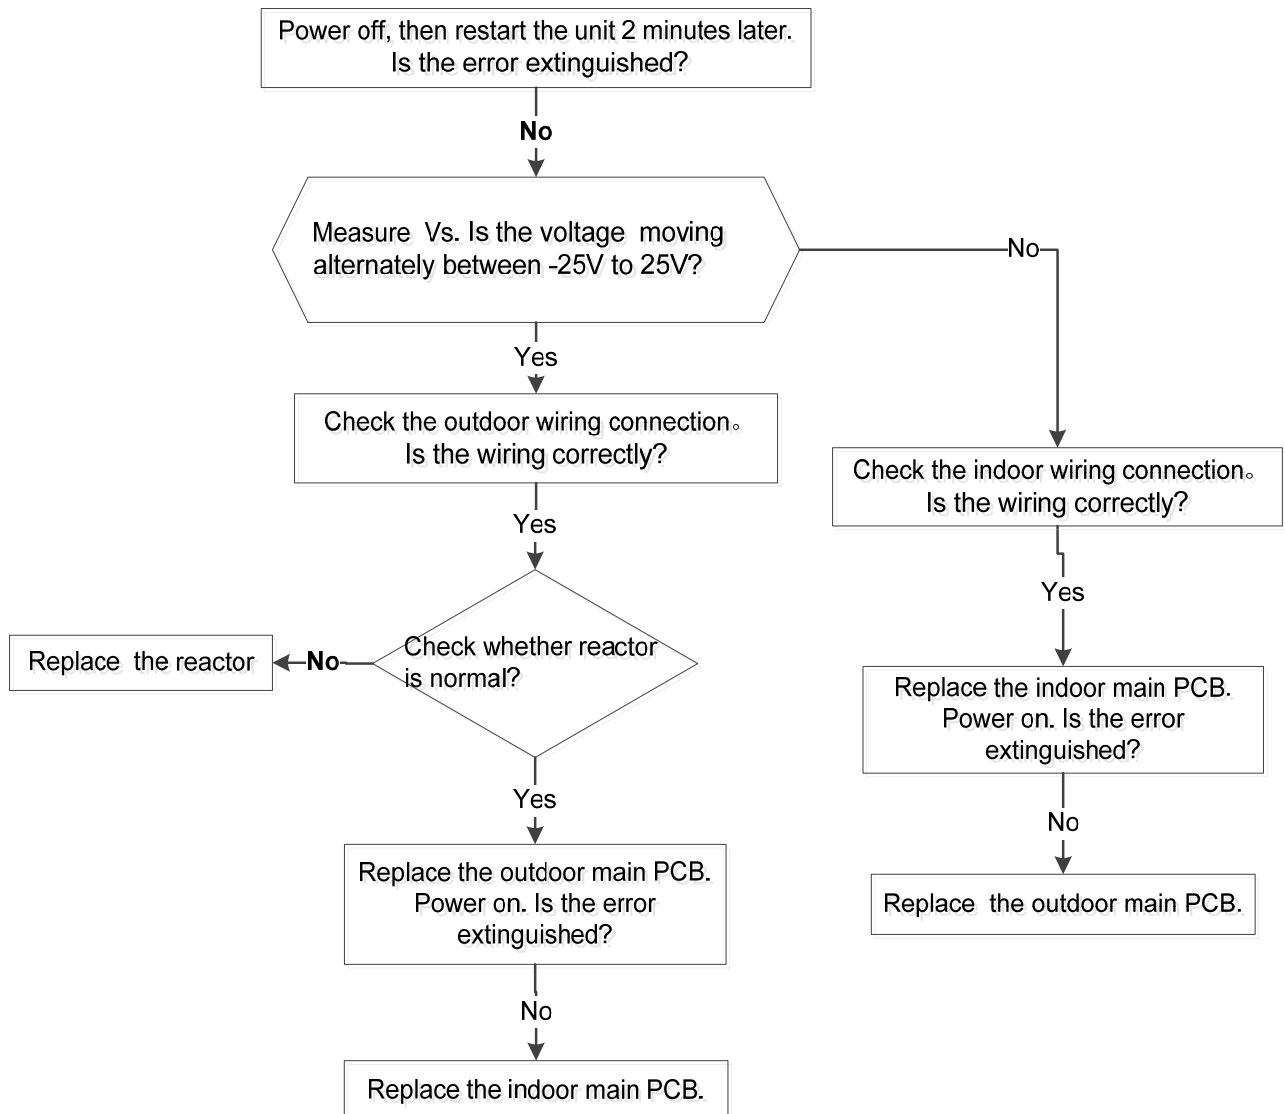 Power off, then restart the unit 2 minutes later.
Is the error extinguished?
No
Measure Vs. Is the voltage moving
alternately between -25V to 25V?
No
Yes
Check the outdoor wiring connection。
Is the wiring correctly?
Check the indoor wiring connection。
Is the wiring correctly?
Yes
Yes
Check whether reactor
is normal?
No
Replace the reactor
Replace the indoor main PCB.
Power on. Is the error
extinguished?
Yes
No
Replace the outdoor main PCB.
Power on. Is the error
extinguished?
Replace the outdoor main PCB.
No
Replace the indoor main PCB.